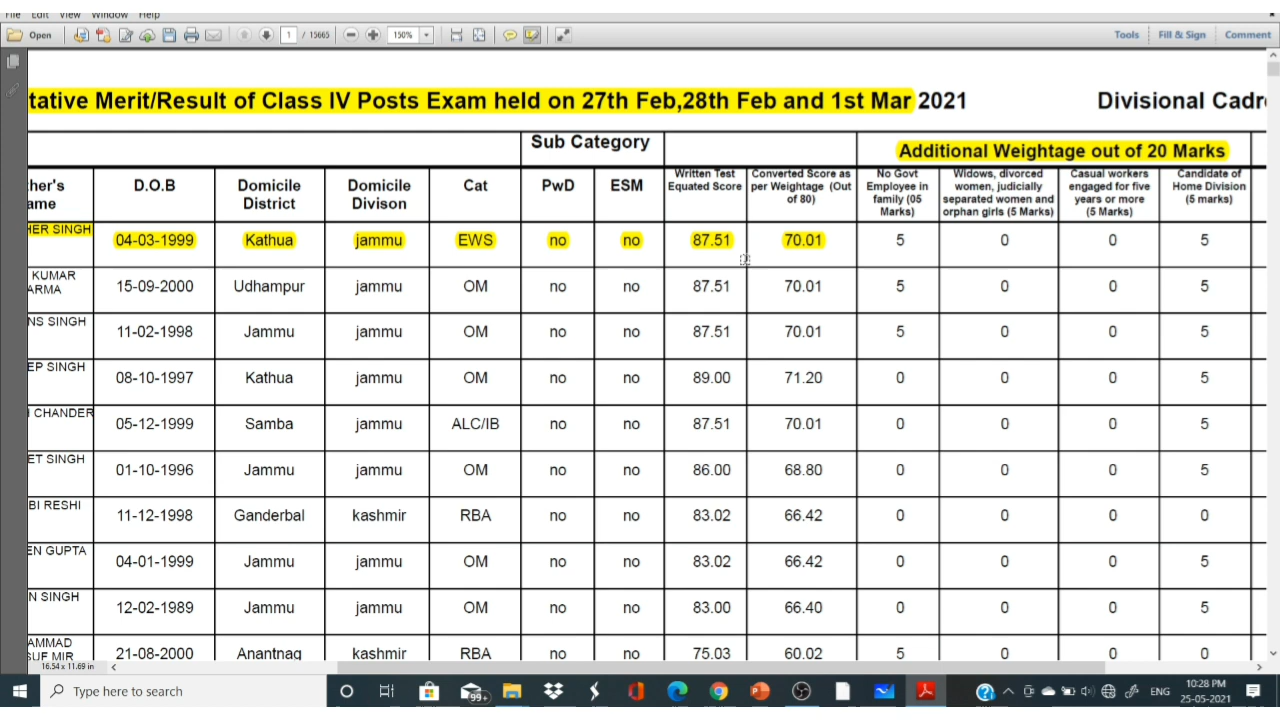 File Edit View Window Help
Open 1 / 15665 150% Tools Fill & Sign Comment
tative Merit/Result of Class IV Posts Exam held on 27th Feb,28th Feb and 1st Mar 2021 Divisional Cadre
Sub Category Additional Weightage out of 20 Marks
her's ame D.O.B Domicile District Domicile Divison Cat PwD ESM Written Test Equated Score Converted Score as per Weightage (Out of 80) No Govt Employee in family (05 Marks) Widows, divorced women, judicially separated women and orphan girls (5 Marks) Casual workers engaged for five years or more (5 Marks) Candidate of Home Division (5 marks)
HER SINGH 04-03-1999 Kathua jammu EWS no no 87.51 70.01 5 0 0 5
KUMAR ARMA 15-09-2000 Udhampur jammu OM no no 87.51 70.01 5 0 0 5
NS SINGH 11-02-1998 Jammu jammu OM no no 87.51 70.01 5 0 0 5
EP SINGH 08-10-1997 Kathua jammu OM no no 89.00 71.20 0 0 0 5
CHANDER 05-12-1999 Samba jammu ALC/IB no no 87.51 70.01 0 0 0 5
ET SINGH 01-10-1996 Jammu jammu OM no no 86.00 68.80 0 0 0 5
BI RESHI 11-12-1998 Ganderbal kashmir RBA no no 83.02 66.42 0 0 0 0
EN GUPTA 04-01-1999 Jammu jammu OM no no 83.02 66.42 0 0 0 5
N SINGH 12-02-1989 Jammu jammu OM no no 83.00 66.40 0 0 0 5
AMMAD SUF MIR 21-08-2000 Anantnag kashmir RBA no no 75.03 60.02 5 0 0 0
16.54 x 11.69 in
Type here to search 99+ ENG 10:28 PM
25-05-2021